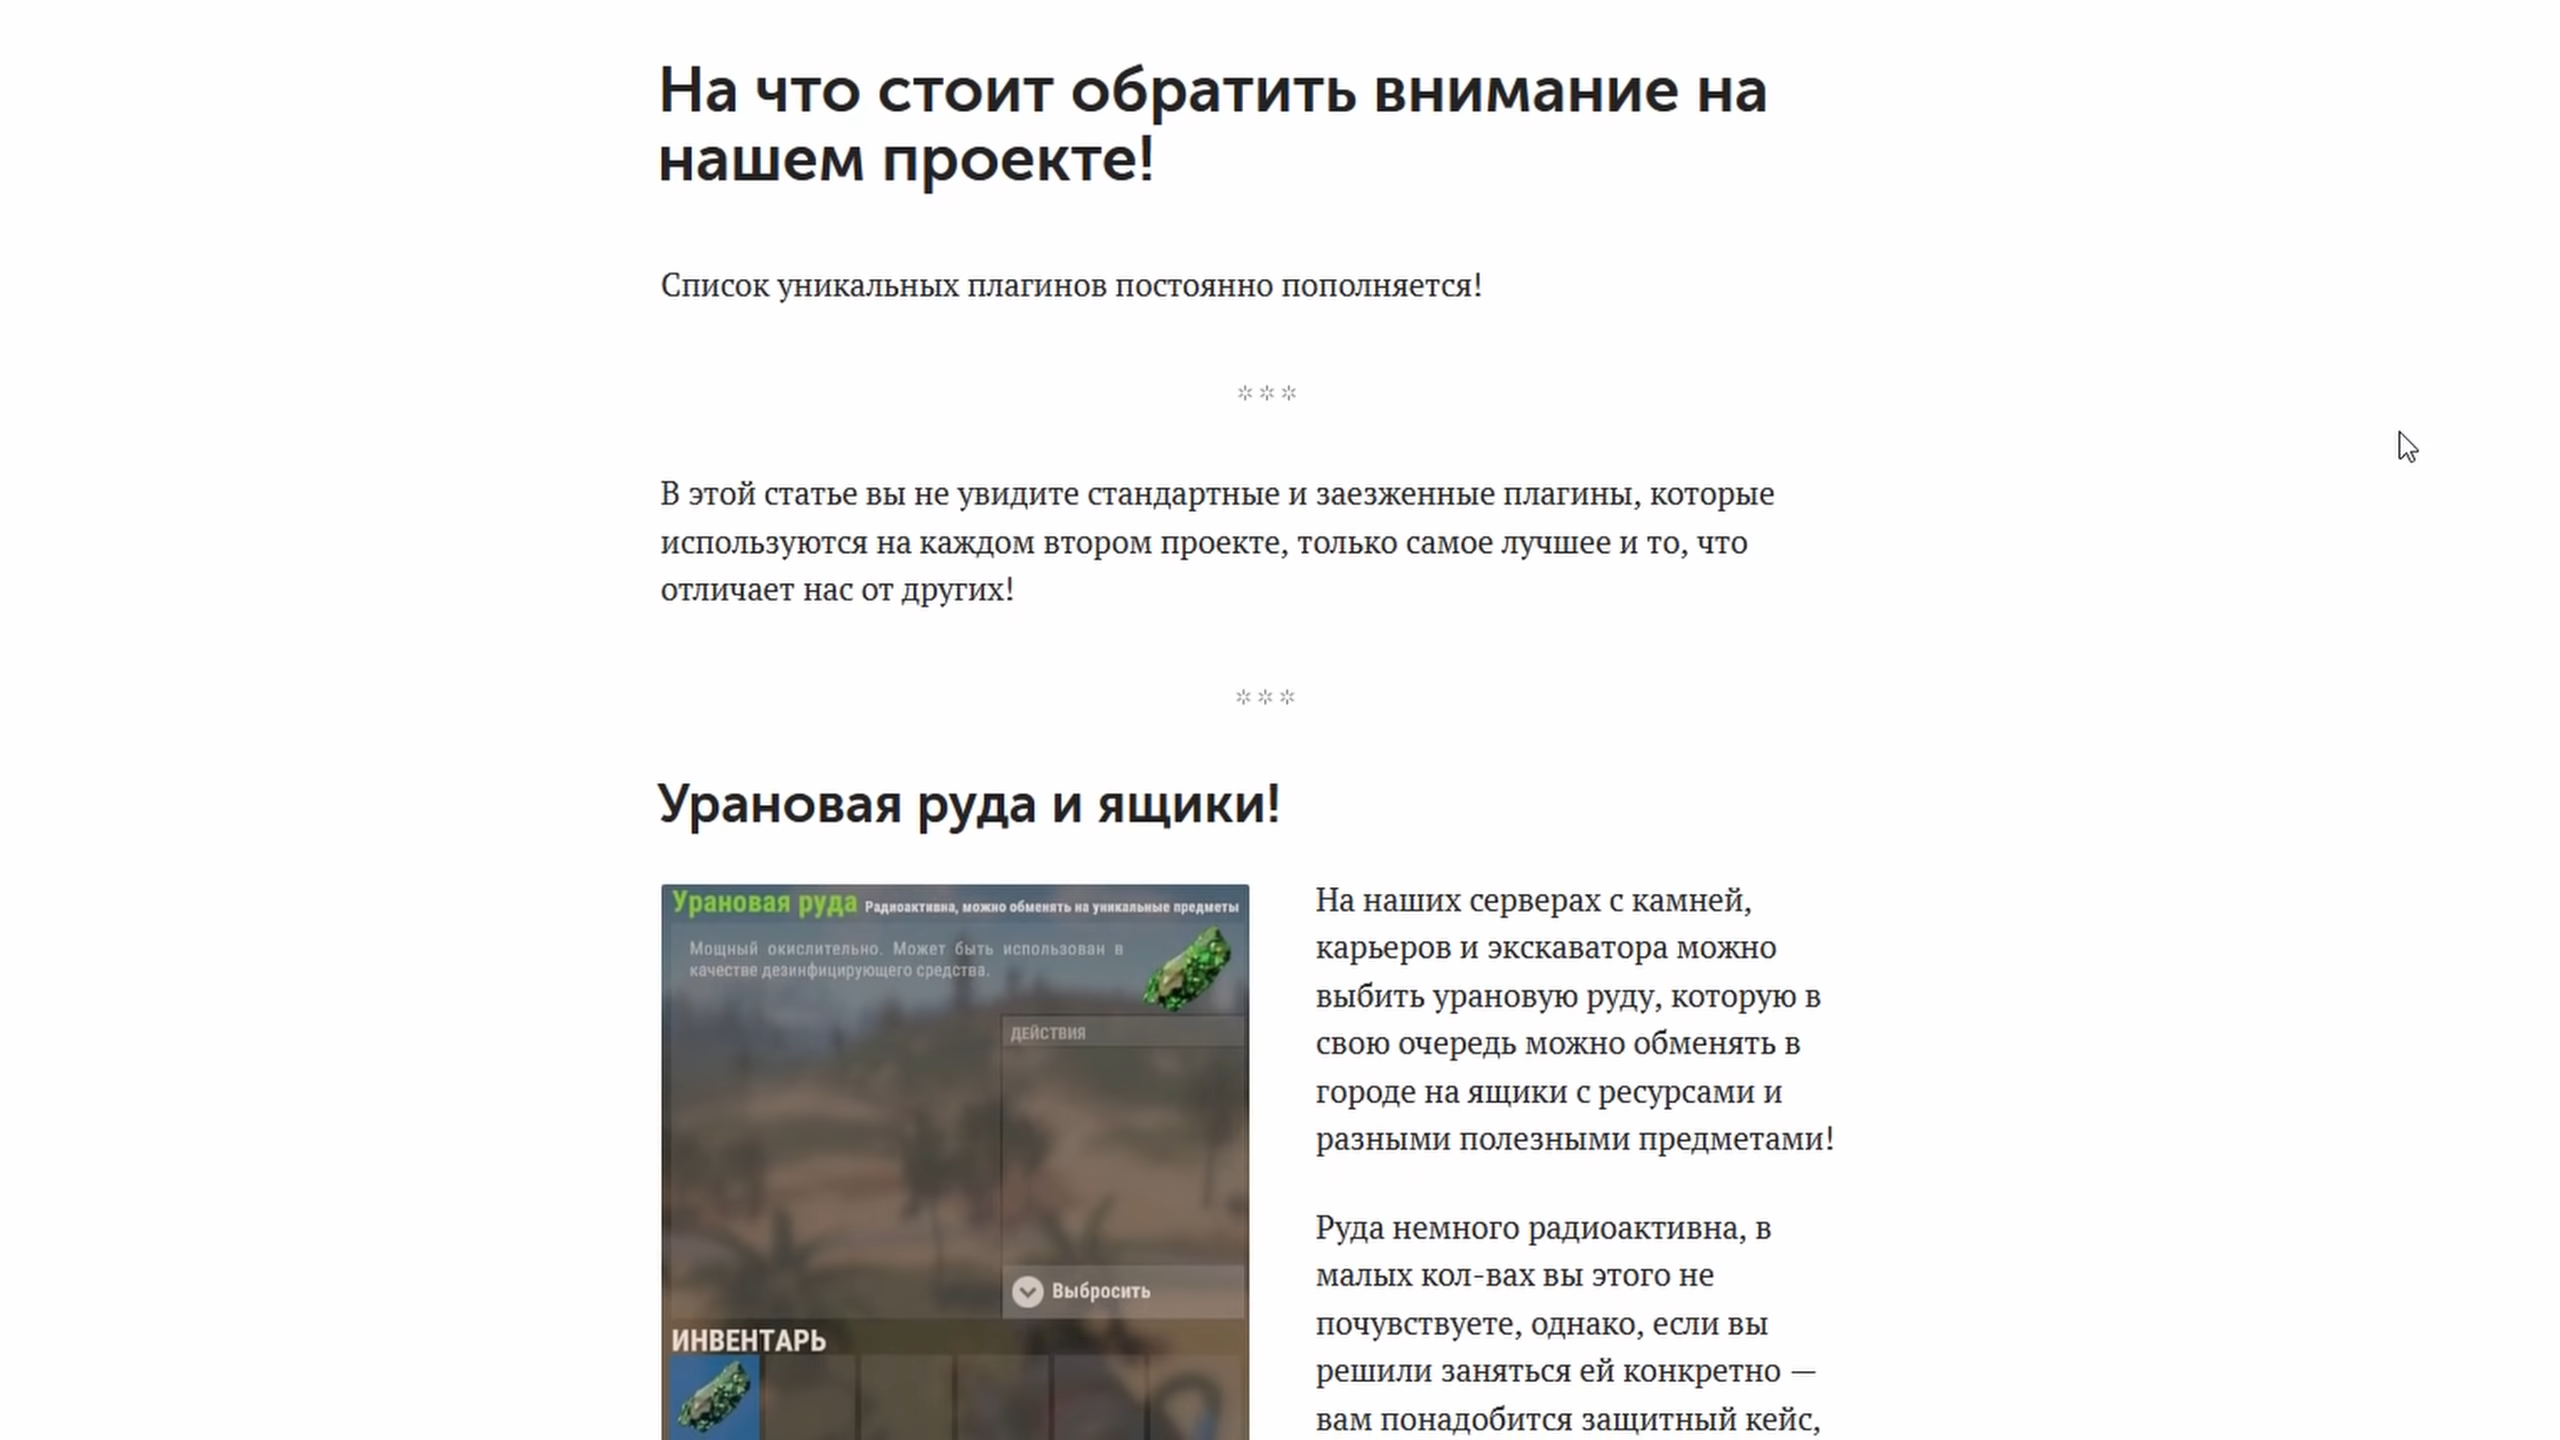 На что стоит обратить внимание на
нашем проекте!
Список уникальных плагинов постоянно пополняется!
***
В этой статье вы не увидите стандартные и заезженные плагины, которые
используются на каждом втором проекте, только самое лучшее и то, что
отличает нас от других!
***
Урановая руда и ящики!
Урановая руда Радиоактивна, можно обменять на уникальные предметы
Мощный окислительно. Может быть использован в
качестве дезинфицирующего средства.
ДЕЙСТВИЯ
Выбросить
ИНВЕНТАРЬ
На наших серверах с камней,
карьеров и экскаватора можно
выбить урановую руду, которую в
свою очередь можно обменять в
городе на ящики с ресурсами и
разными полезными предметами!
Руда немного радиоактивна, в
малых кол-вах вы этого не
почувствуете, однако, если вы
решили заняться ей конкретно —
вам понадобится защитный кейс,